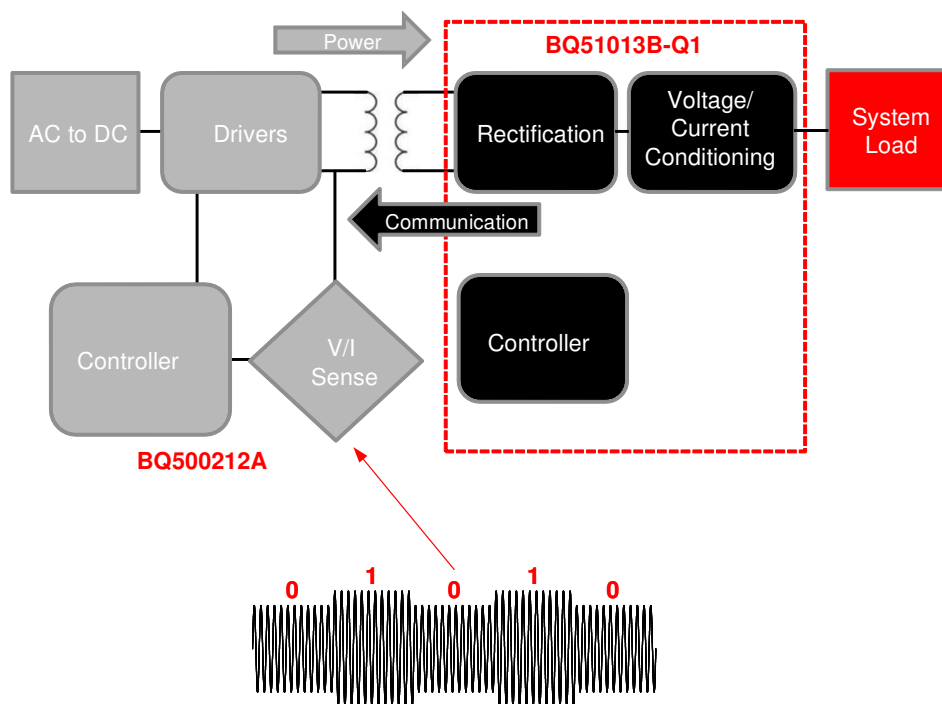 Power
BQ51013B-Q1
AC to DC
Drivers
Rectification
Voltage/
Current
Conditioning
System
Load
Communication
Controller
V/I
Sense
Controller
BQ500212A
0
1
0
1
0